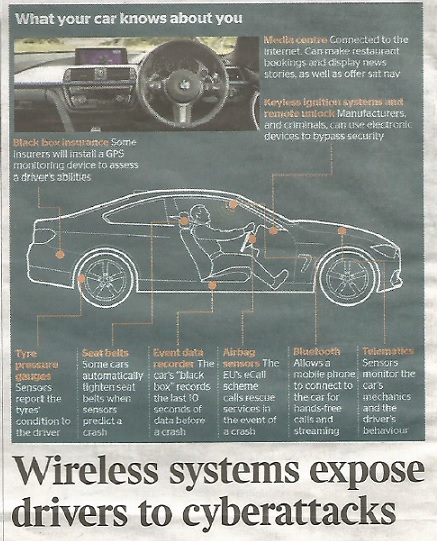 What your car knows about you
Media centre Connected to the
internet. Can make restaurant
bookings and display news
stories, as well as offer sat nav
Keyless ignition systems and
remote unlock Manufacturers,
and criminals, can use electronic
devices to bypass security
Black box insurance Some
insurers will install a GPS
monitoring device to assess
a driver's abilities
Tyre
pressure
gauges
Sensors
report the
tyres'
condition to
the driver
Seat belts
Some cars
automatically
tighten seat
belts when
sensors
predict a
crash
Event data
recorder The
car's "black
box" records
the last 10
seconds of
data before
a crash
Airbag
sensors The
EU's eCall
scheme
calls rescue
services in
the event of
a crash
Bluetooth
Allows a
mobile phone
to connect to
the car for
hands-free
calls and
streaming
Telematics
Sensors
monitor the
car's
mechanics
and the
driver's
behaviour
Wireless systems expose
drivers to cyberattacks